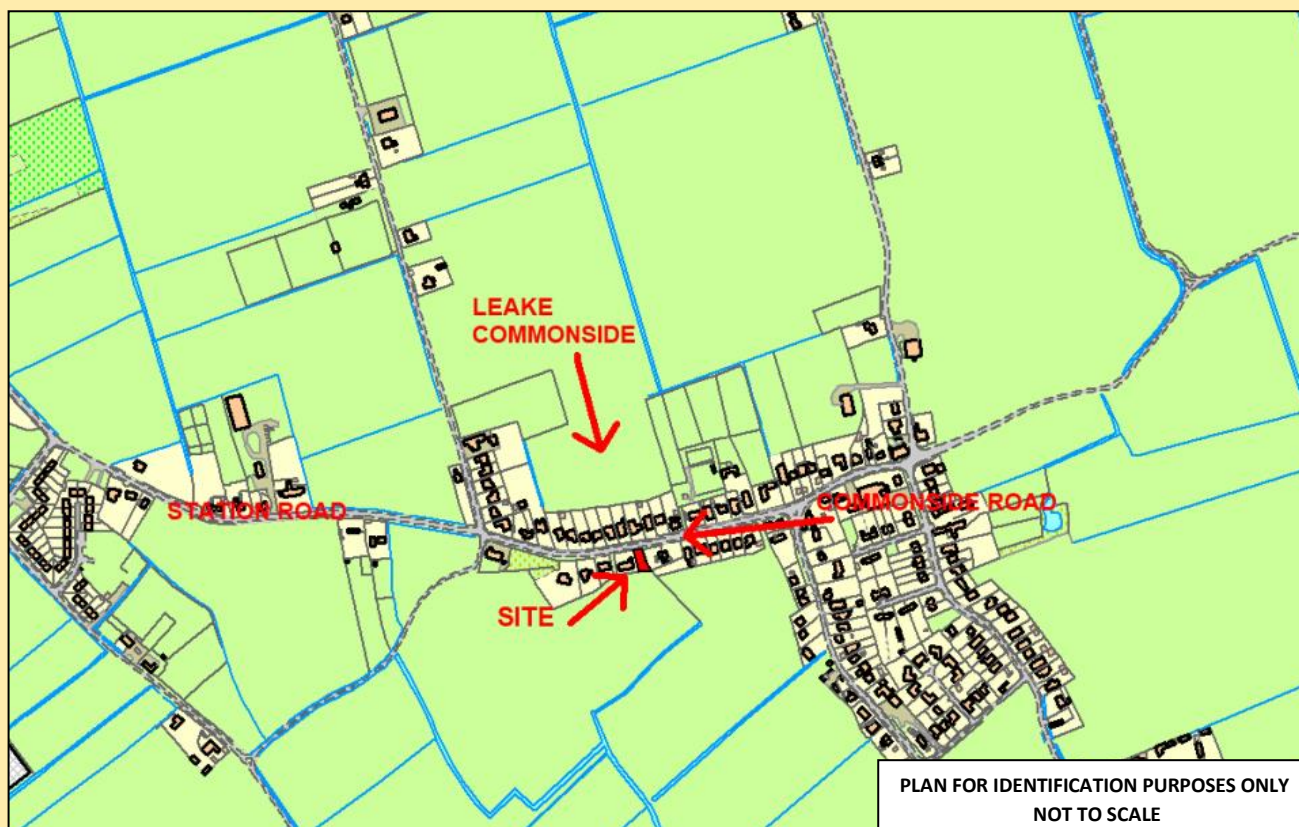 LEAKE
COMMONSIDE
STATION ROAD
COMMONSIDE ROAD
SITE
PLAN FOR IDENTIFICATION PURPOSES ONLY
NOT TO SCALE